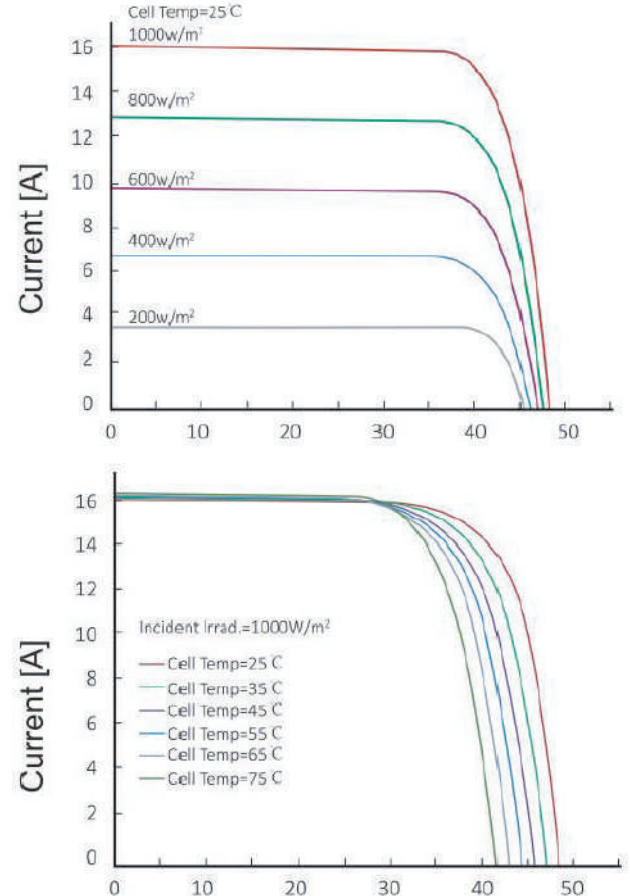 Cell Temp=25℃
1000w/m²
800w/m²
600w/m²
400w/m²
200w/m²
Current [A]
16
14
12
10
8
6
4
2
0
0
10
20
30
40
50
Current [A]
16
14
12
10
8
6
4
2
0
Incident Irrad.=1000W/m²
Cell Temp=25℃
Cell Temp=35℃
Cell Temp=45℃
Cell Temp=55℃
Cell Temp=65℃
Cell Temp=75℃
0
10
20
30
40
50